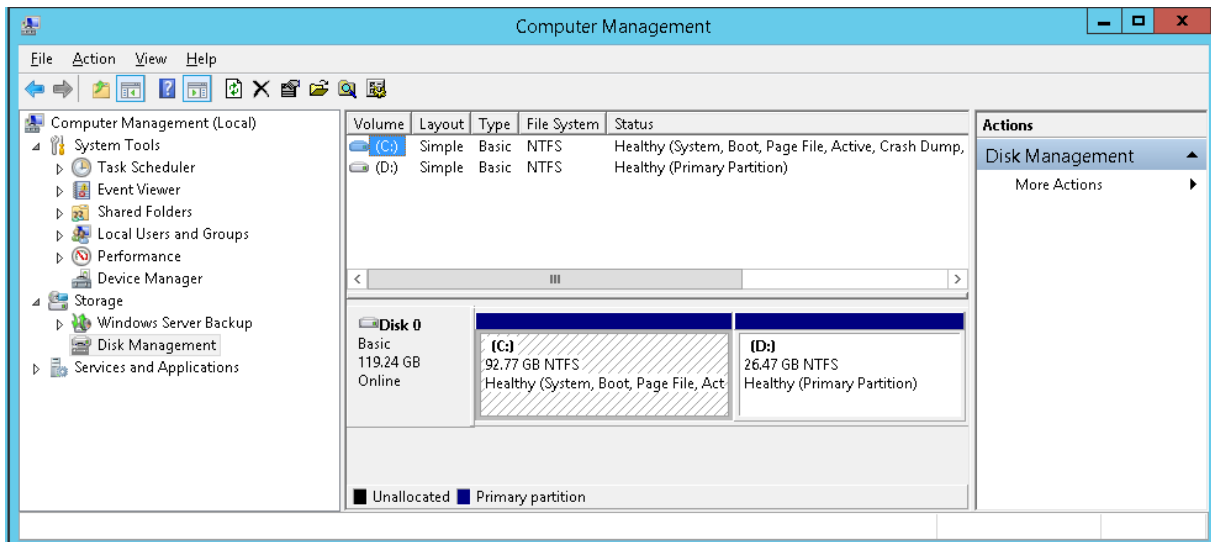 Computer Management
File Action View Help
Computer Management (Local)
System Tools
Task Scheduler
Event Viewer
Shared Folders
Local Users and Groups
Performance
Device Manager
Storage
Windows Server Backup
Disk Management
Services and Applications
Volume Layout Type File System Status
(C:) Simple Basic NTFS Healthy (System, Boot, Page File, Active, Crash Dump,
(D:) Simple Basic NTFS Healthy (Primary Partition)
Disk 0
Basic
119.24 GB
Online
(C:)
92.77 GB NTFS
Healthy (System, Boot, Page File, Act
(D:)
26.47 GB NTFS
Healthy (Primary Partition)
Unallocated Primary partition
Actions
Disk Management
More Actions